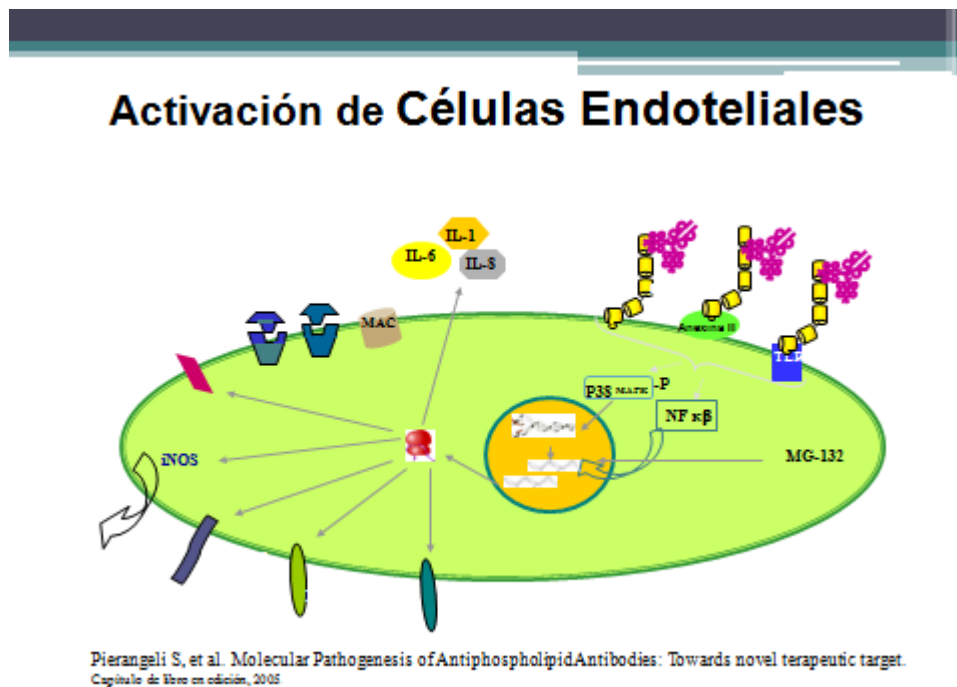 Activación de Células Endoteliales
IL-1
IL-6
IL-8
MAC
Anexina II
TLR
P38 MAPK -P
NF κβ
iNOS
MG-132
Pierangeli S, et al. Molecular Pathogenesis of Antiphospholipid Antibodies: Towards novel terapeutic target.
Capítulo de libro en edición, 2005